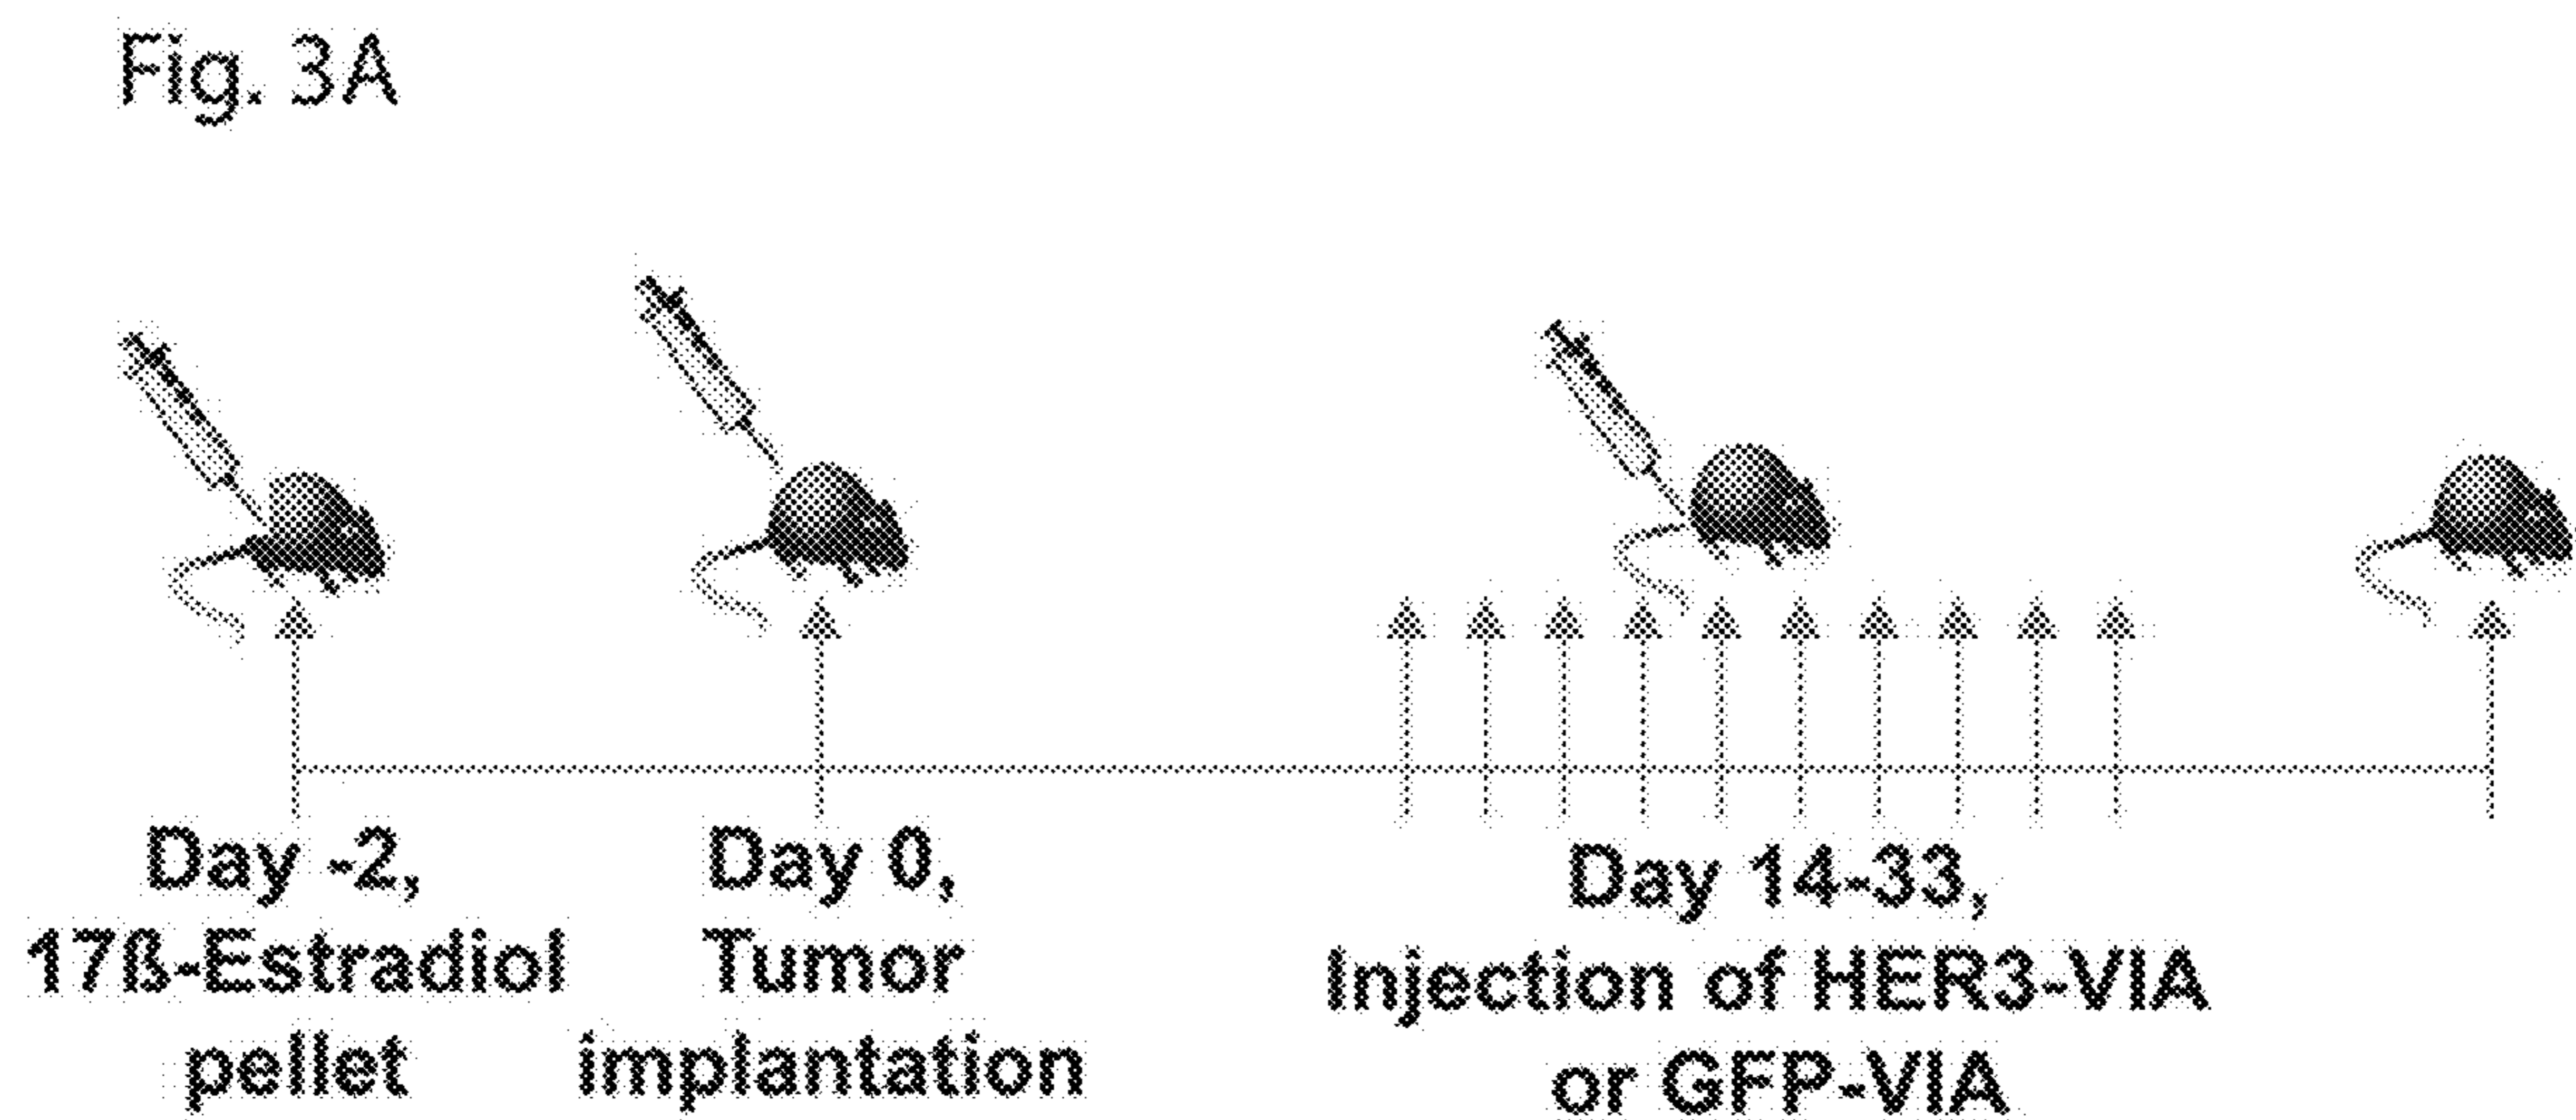 Fig. 3A
Day -2,
17ß-Estradiol
pellet
Day 0,
Tumor
implantation
Day 14-33,
Injection of HER3-VIA
or GFP-VIA